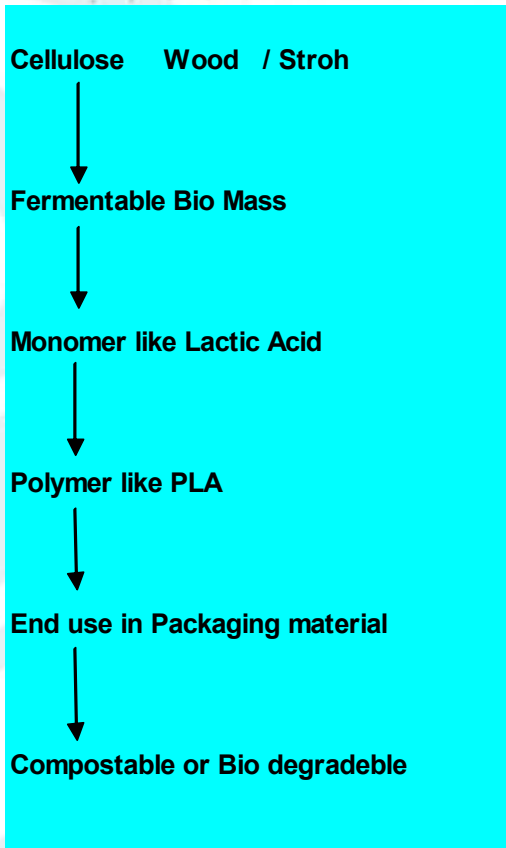 Cellulose Wood / Stroh
Fermentable Bio Mass
Monomer like Lactic Acid
Polymer like PLA
End use in Packaging material
Compostable or Bio degradeble